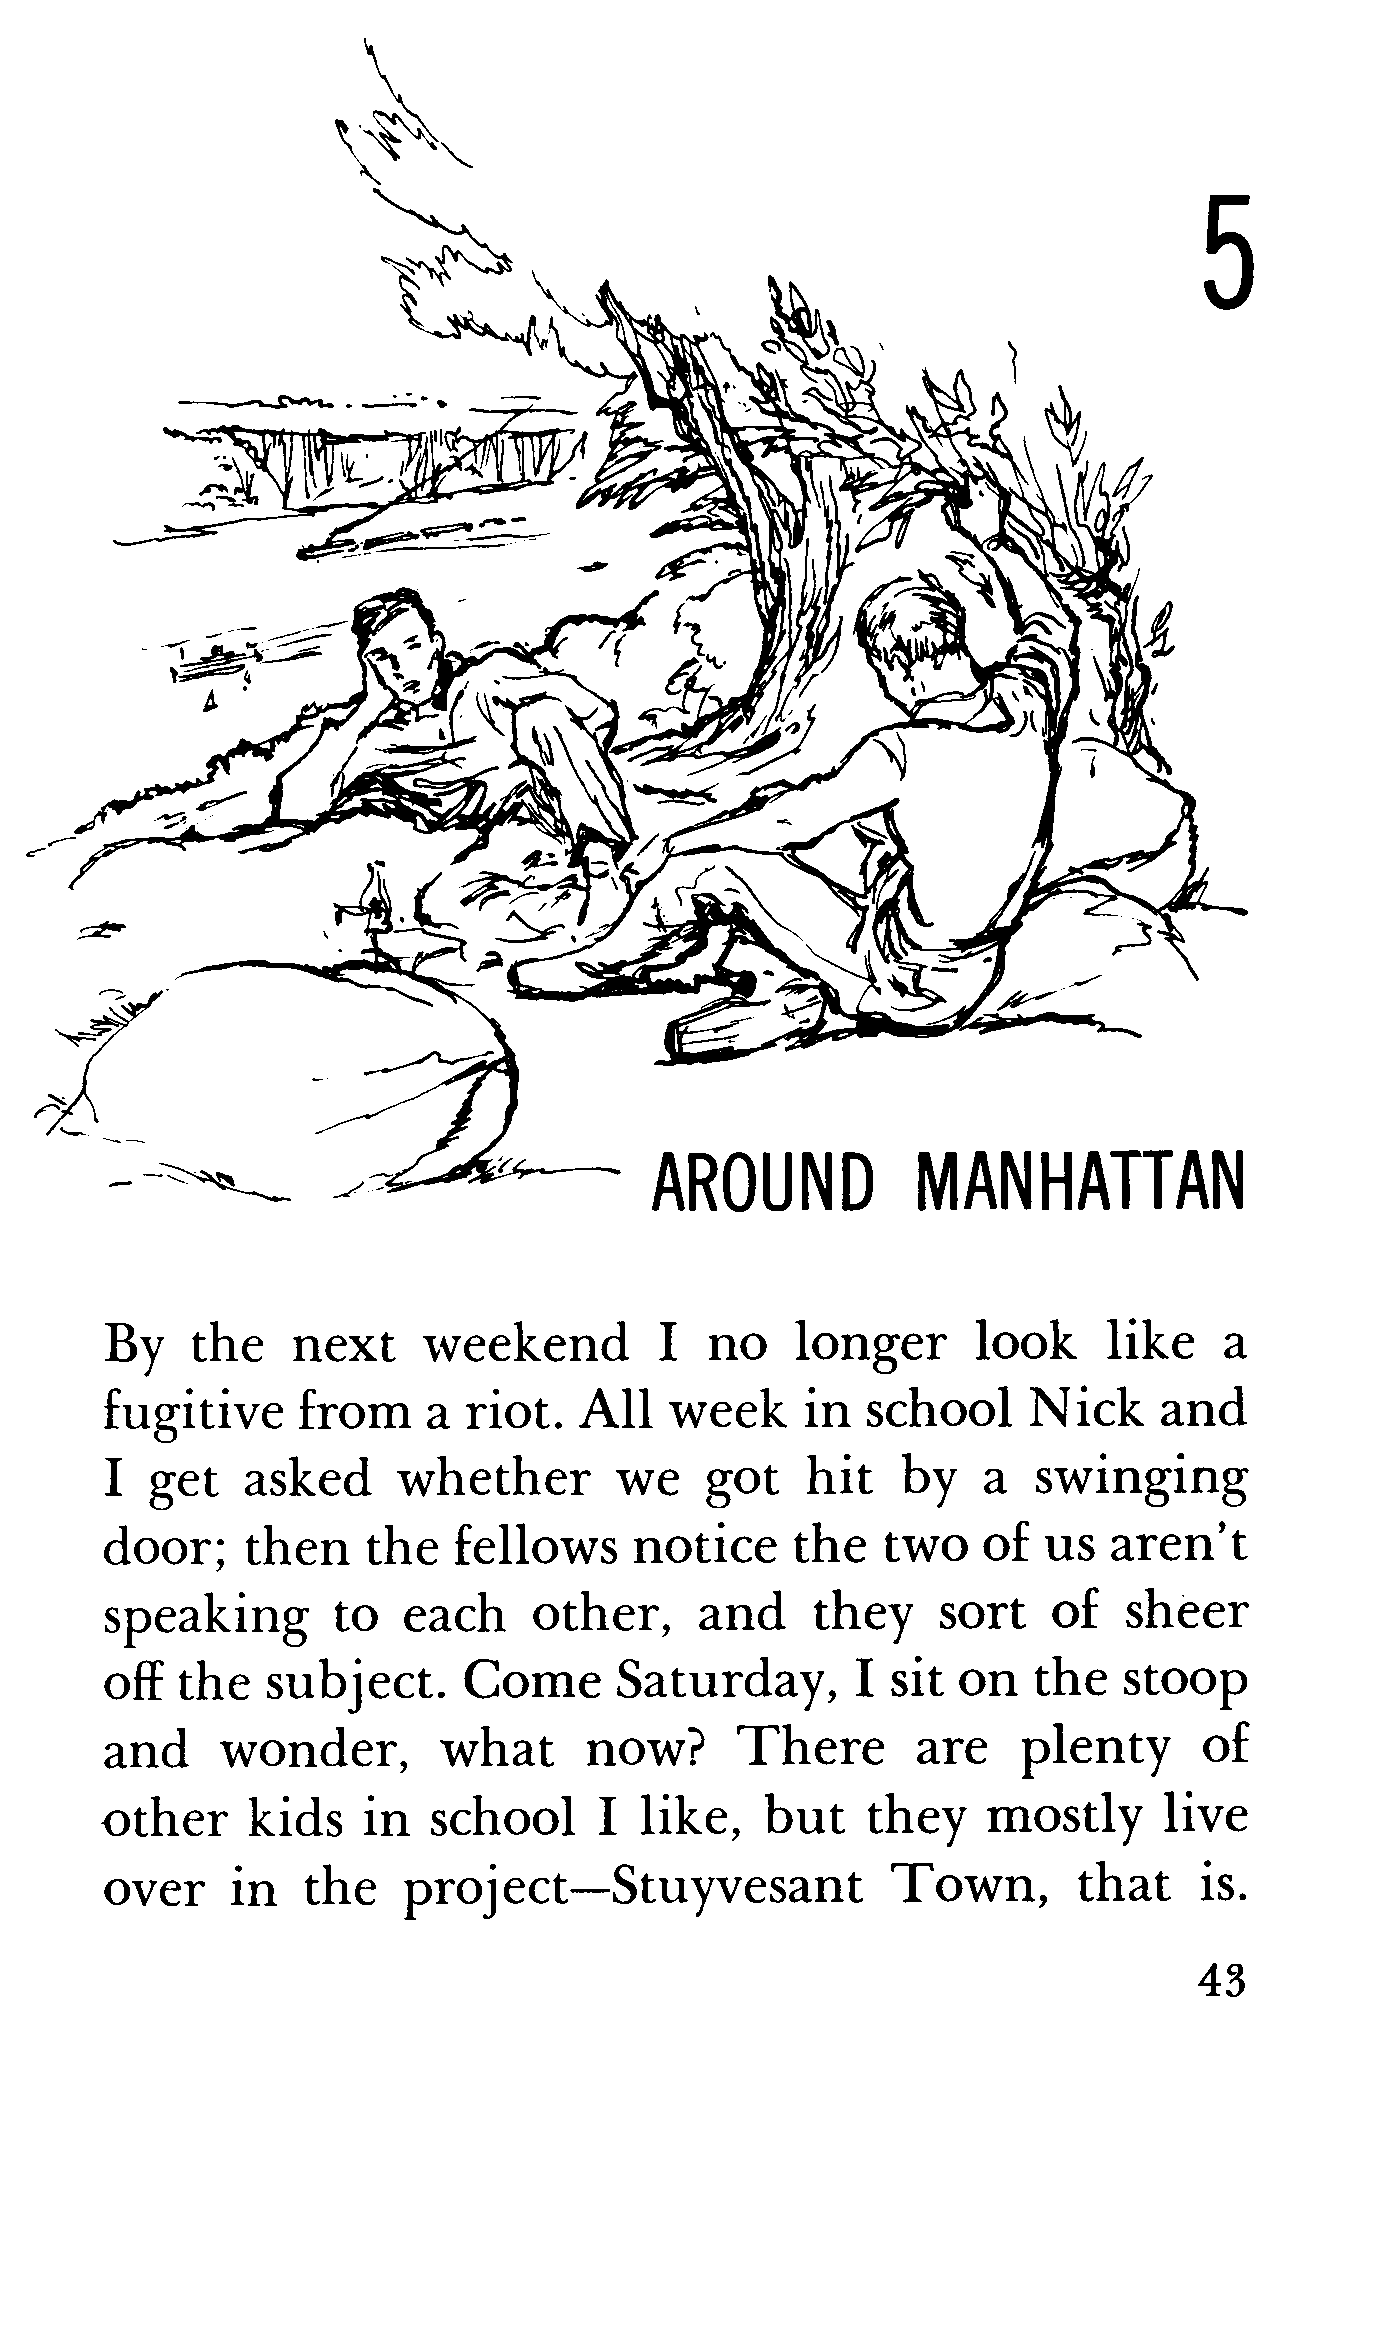 5
AROUND MANHATTAN
By the next weekend I no longer look like a
fugitive from a riot. All week in school Nick and
I get asked whether we got hit by a swinging
door; then the fellows notice the two of us aren't
speaking to each other, and they sort of sheer
off the subject. Come Saturday, I sit on the stoop
and wonder, what now? There are plenty of
other kids in school I like, but they mostly live
over in the project—Stuyvesant Town, that is.
43